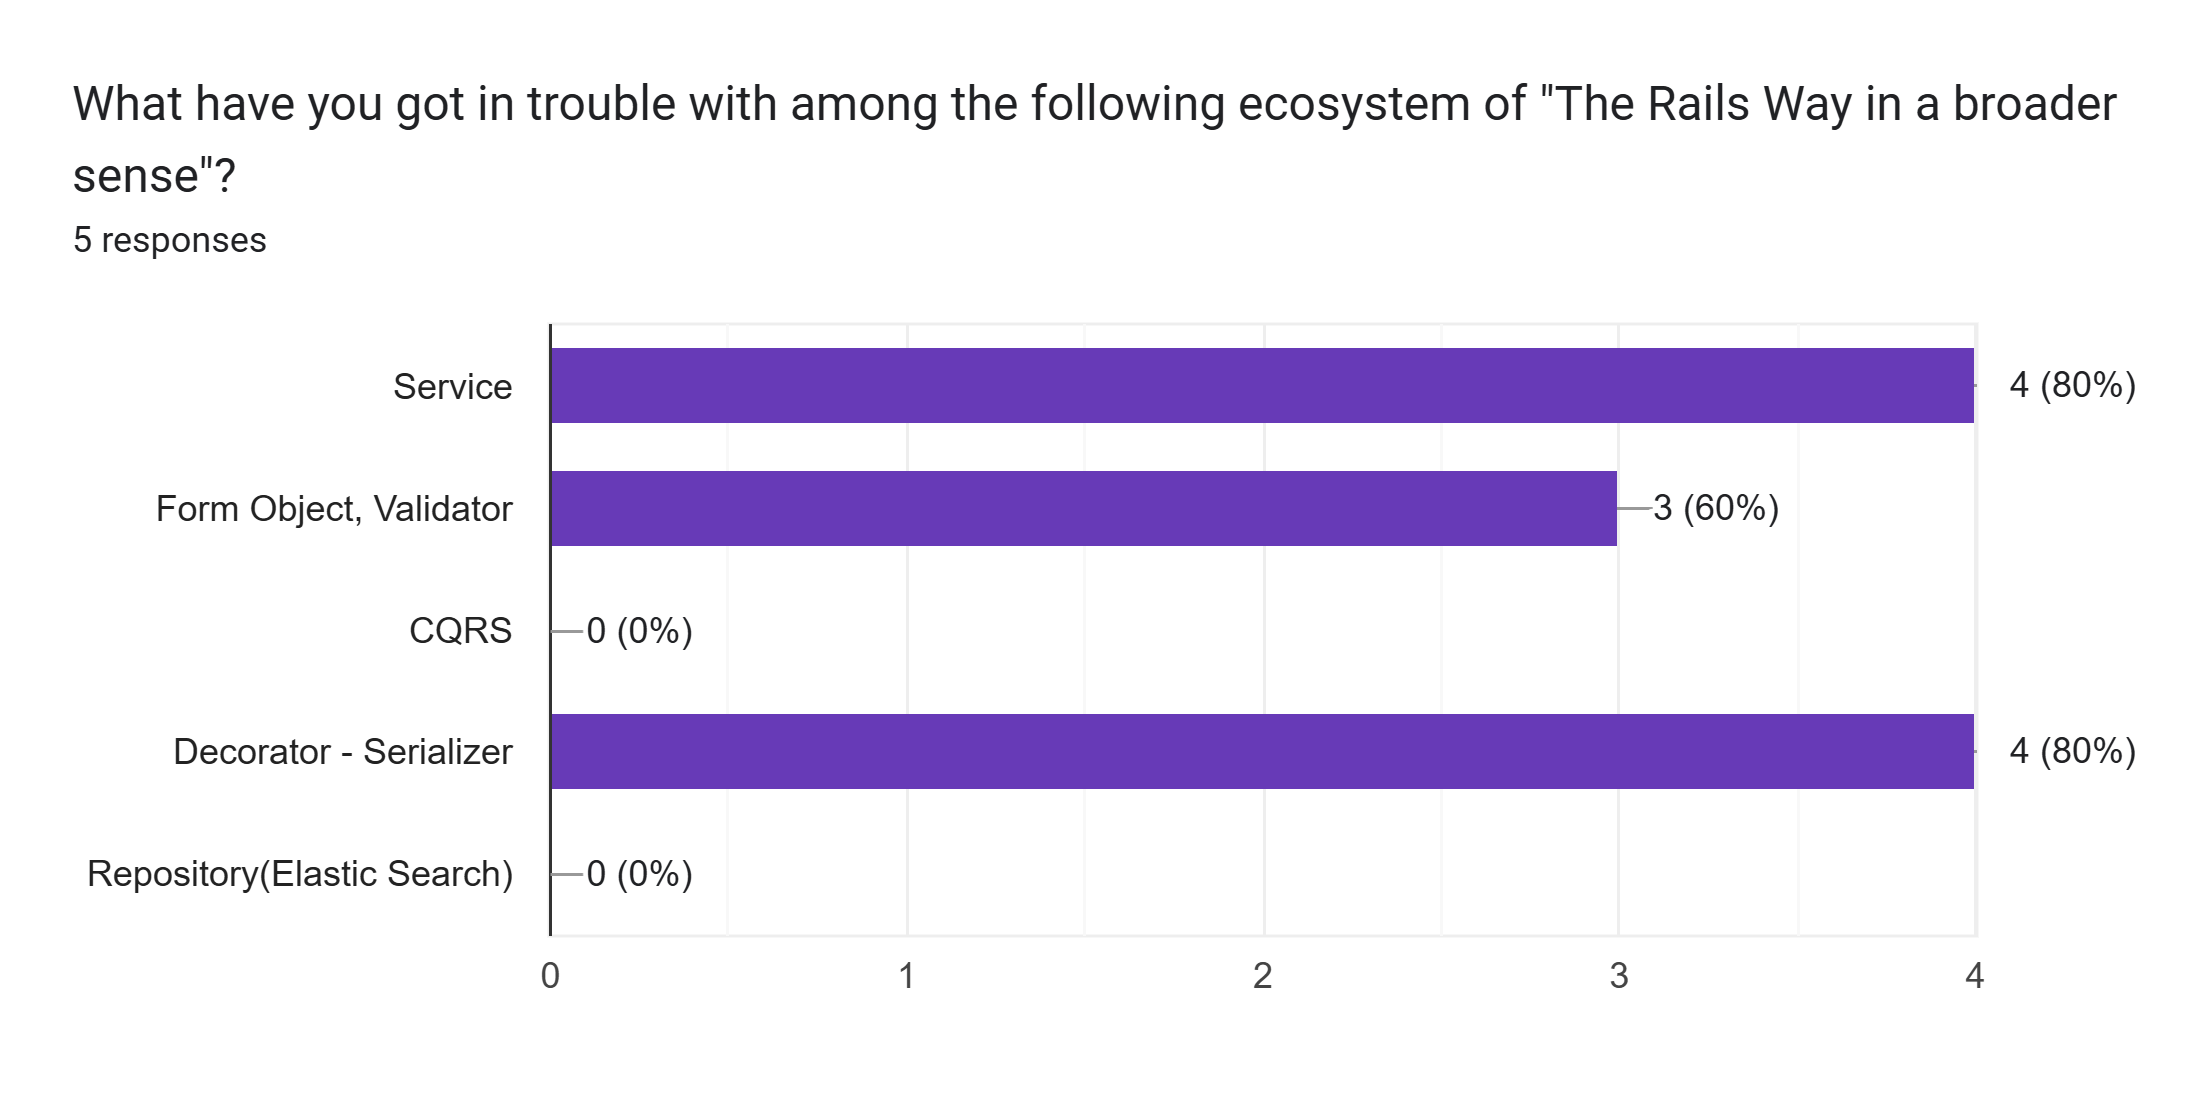 What have you got in trouble with among the following ecosystem of "The Rails Way in a broader
sense"?
5 responses
Service
4 (80%)
Form Object, Validator
3 (60%)
CQRS
0 (0%)
Decorator - Serializer
4 (80%)
Repository(Elastic Search)
0 (0%)
0 1 2 3 4